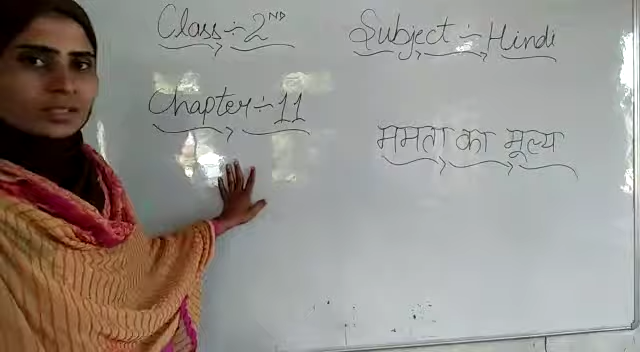 Class ÷ 2ND
Subject ÷ Hindi
Chapter ÷ 11
ममता का मूल्य